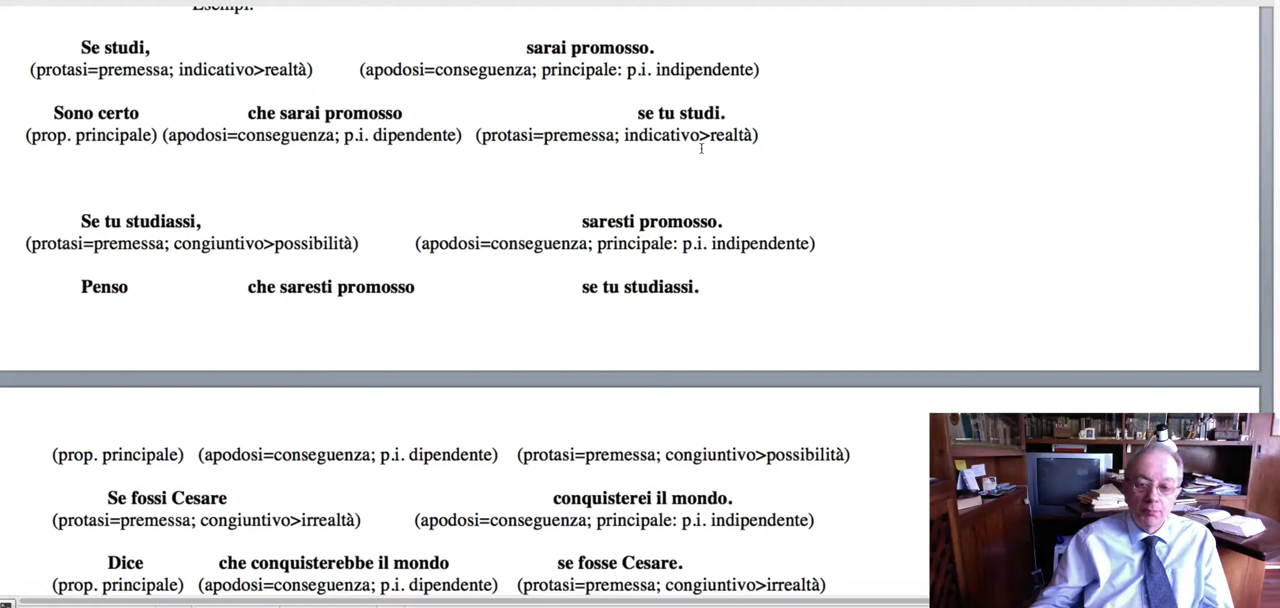 Esempi:
Se studi, sarai promosso.
(protasi=premessa; indicativo>realtà) (apodosi=conseguenza; principale: p.i. indipendente)
Sono certo che sarai promosso se tu studi.
(prop. principale) (apodosi=conseguenza; p.i. dipendente) (protasi=premessa; indicativo>realtà)
Se tu studiassi, saresti promosso.
(protasi=premessa; congiuntivo>possibilità) (apodosi=conseguenza; principale: p.i. indipendente)
Penso che saresti promosso se tu studiassi.
(prop. principale) (apodosi=conseguenza; p.i. dipendente) (protasi=premessa; congiuntivo>possibilità)
Se fossi Cesare conquisterei il mondo.
(protasi=premessa; congiuntivo>irrealtà) (apodosi=conseguenza; principale: p.i. indipendente)
Dice che conquisterebbe il mondo se fosse Cesare.
(prop. principale) (apodosi=conseguenza; p.i. dipendente) (protasi=premessa; congiuntivo>irrealtà)